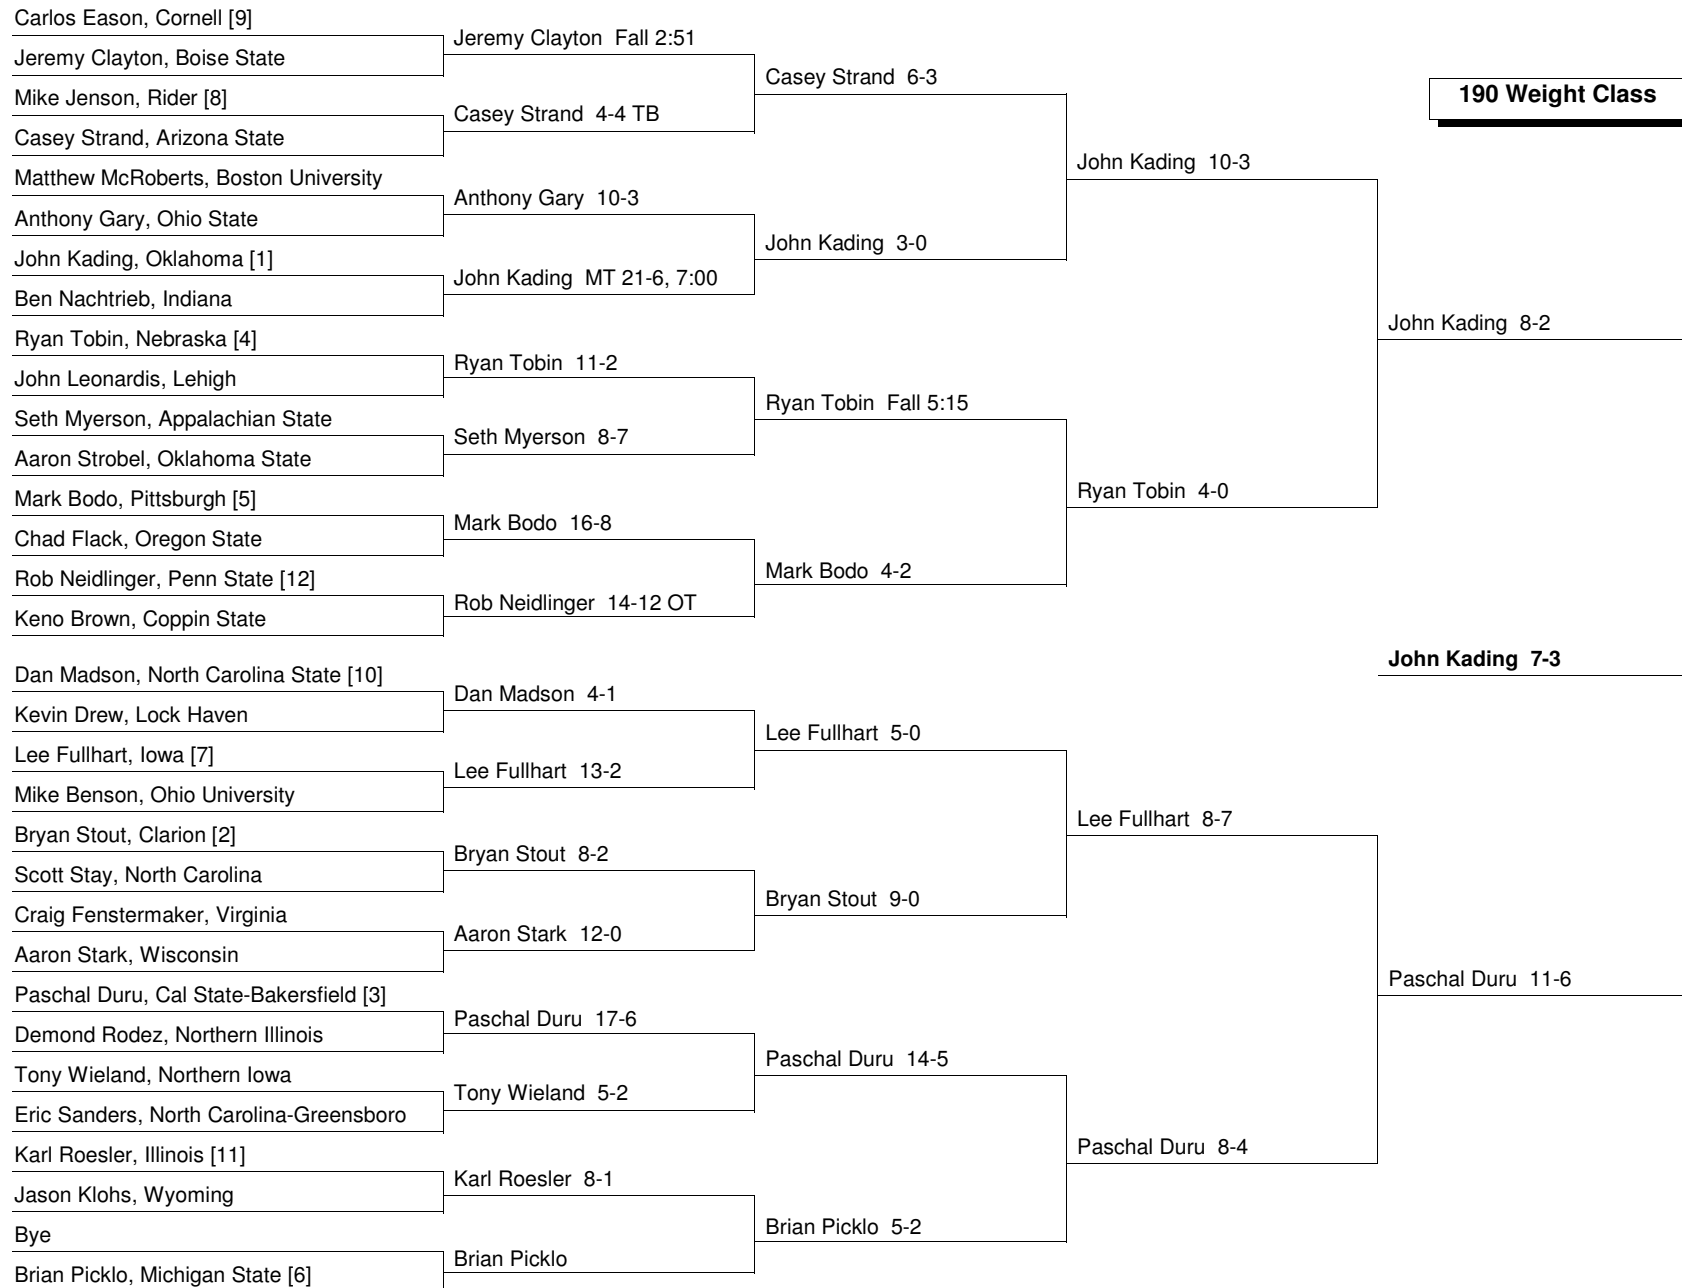 190 Weight Class
Carlos Eason, Cornell [9]
Jeremy Clayton, Boise State
Mike Jenson, Rider [8]
Casey Strand, Arizona State
Matthew McRoberts, Boston University
Anthony Gary, Ohio State
John Kading, Oklahoma [1]
Ben Nachtrieb, Indiana
Ryan Tobin, Nebraska [4]
John Leonardis, Lehigh
Seth Myerson, Appalachian State
Aaron Strobel, Oklahoma State
Mark Bodo, Pittsburgh [5]
Chad Flack, Oregon State
Rob Neidlinger, Penn State [12]
Keno Brown, Coppin State
Dan Madson, North Carolina State [10]
Kevin Drew, Lock Haven
Lee Fullhart, Iowa [7]
Mike Benson, Ohio University
Bryan Stout, Clarion [2]
Scott Stay, North Carolina
Craig Fenstermaker, Virginia
Aaron Stark, Wisconsin
Paschal Duru, Cal State-Bakersfield [3]
Demond Rodez, Northern Illinois
Tony Wieland, Northern Iowa
Eric Sanders, North Carolina-Greensboro
Karl Roesler, Illinois [11]
Jason Klohs, Wyoming
Bye
Brian Picklo, Michigan State [6]
Jeremy Clayton Fall 2:51
Casey Strand 4-4 TB
Anthony Gary 10-3
John Kading MT 21-6, 7:00
Ryan Tobin 11-2
Seth Myerson 8-7
Mark Bodo 16-8
Rob Neidlinger 14-12 OT
Dan Madson 4-1
Lee Fullhart 13-2
Bryan Stout 8-2
Aaron Stark 12-0
Paschal Duru 17-6
Tony Wieland 5-2
Karl Roesler 8-1
Brian Picklo
Casey Strand 6-3
John Kading 3-0
Ryan Tobin Fall 5:15
Mark Bodo 4-2
Lee Fullhart 5-0
Bryan Stout 9-0
Paschal Duru 14-5
Brian Picklo 5-2
John Kading 10-3
Ryan Tobin 4-0
Lee Fullhart 8-7
Paschal Duru 8-4
John Kading 8-2
John Kading 7-3
Paschal Duru 11-6